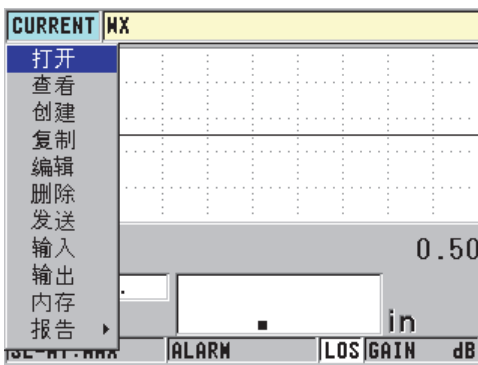 CURRENT WX
打开
查看
创建
复制
编辑
删除
发送
输入
输出
内存
报告
0.50
in
ALARM LOS GAIN dB